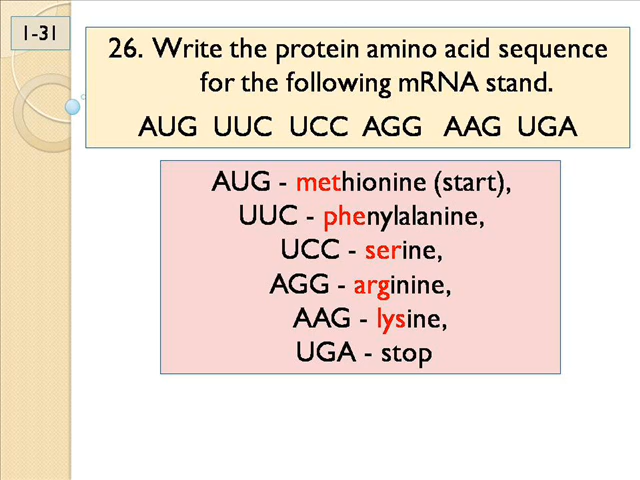 1-31
26. Write the protein amino acid sequence
for the following mRNA stand.
AUG UUC UCC AGG AAG UGA
AUG - methionine (start),
UUC - phenylalanine,
UCC - serine,
AGG - arginine,
AAG - lysine,
UGA - stop